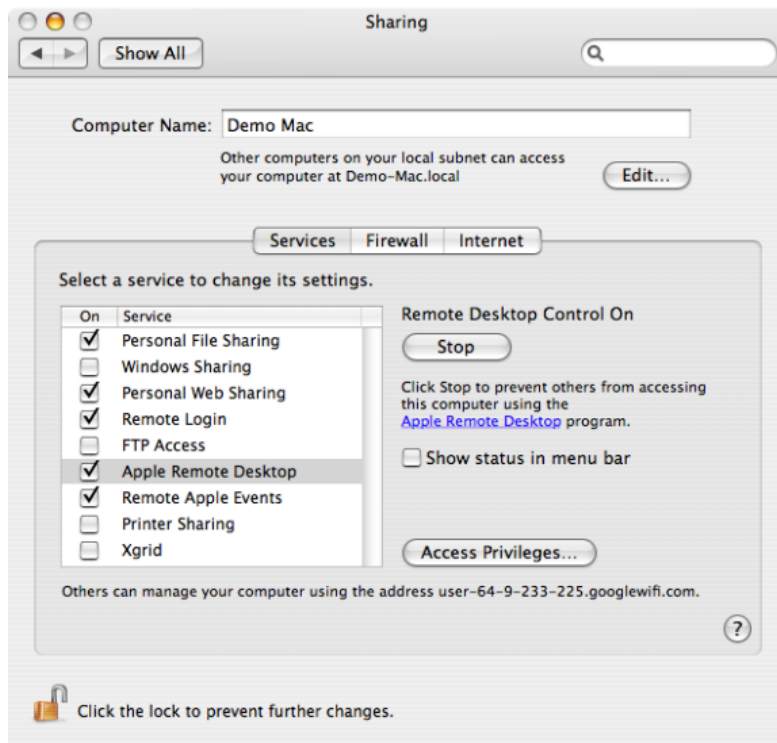 Sharing
Show All
Computer Name: Demo Mac
Other computers on your local subnet can access
your computer at Demo-Mac.local
Edit...
Services Firewall Internet
Select a service to change its settings.
On Service
Personal File Sharing
Windows Sharing
Personal Web Sharing
Remote Login
FTP Access
Apple Remote Desktop
Remote Apple Events
Printer Sharing
Xgrid
Remote Desktop Control On
Stop
Click Stop to prevent others from accessing
this computer using the
Apple Remote Desktop program.
Show status in menu bar
Access Privileges...
Others can manage your computer using the address user-64-9-233-225.googlewifi.com.
?
Click the lock to prevent further changes.